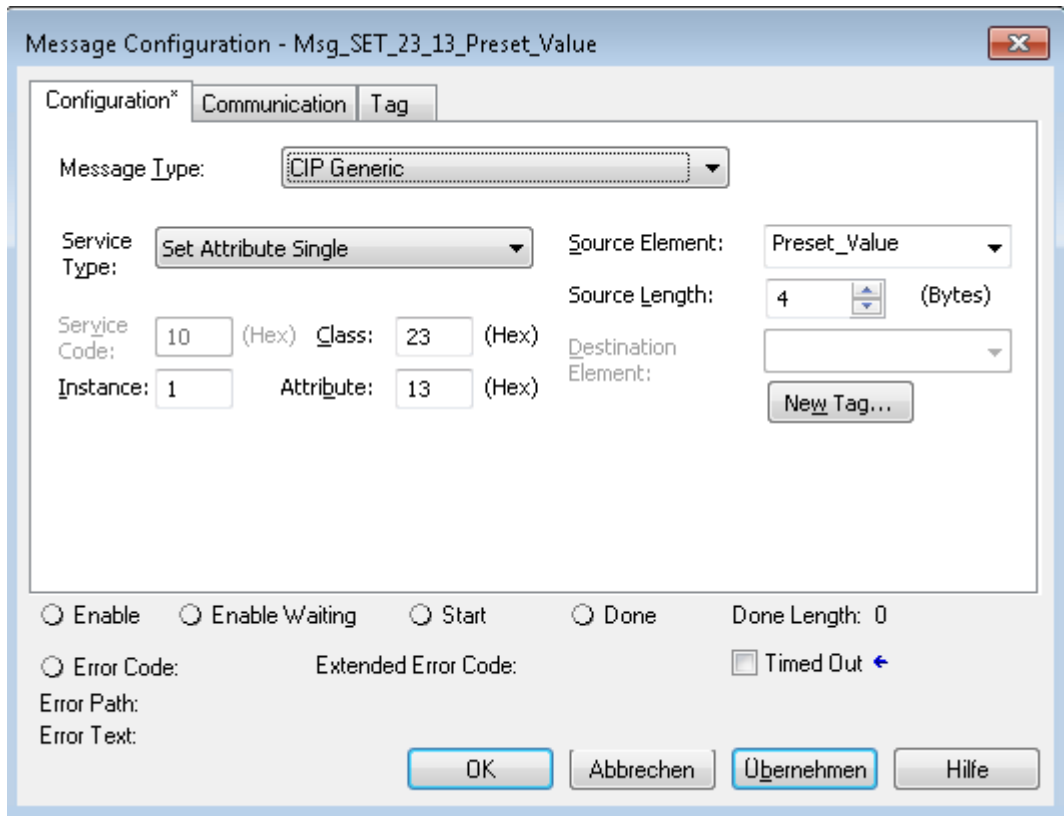 Message Configuration - Msg_SET_23_13_Preset_Value
Configuration* Communication Tag
Message Type: CIP Generic
Service Type: Set Attribute Single
Source Element: Preset_Value
Source Length: 4 (Bytes)
Service Code: 10 (Hex) Class: 23 (Hex)
Destination Element:
Instance: 1 Attribute: 13 (Hex)
New Tag...
Enable Enable Waiting Start Done Done Length: 0
Error Code: Extended Error Code: Timed Out ←
Error Path:
Error Text:
OK Abbrechen Übernehmen Hilfe